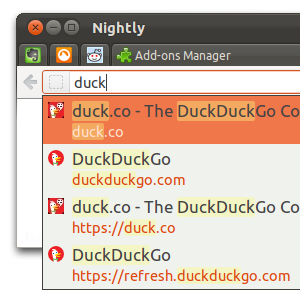 Nightly
Add-ons Manager
duck
duck.co - The DuckDuckGo Co
duck.co
DuckDuckGo
duckduckgo.com
duck.co - The DuckDuckGo Co
https://duck.co
DuckDuckGo
https://refresh.duckduckgo.com